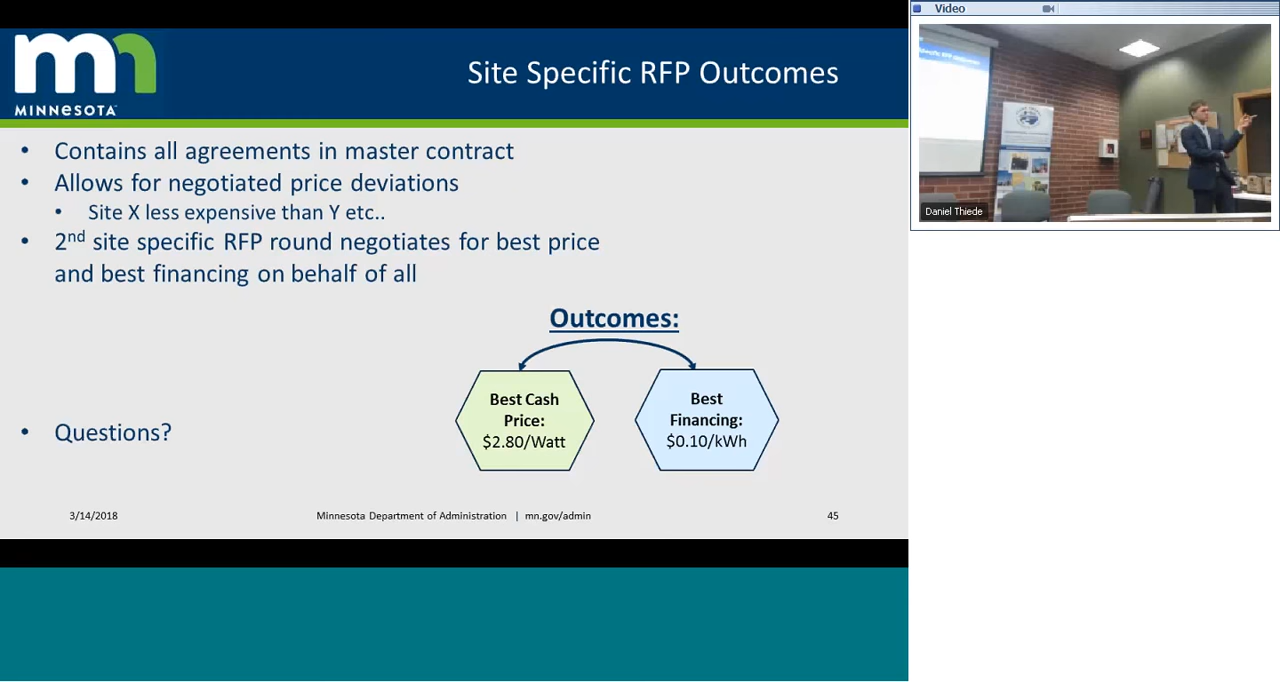 Video
MINNESOTA
Site Specific RFP Outcomes
• Contains all agreements in master contract
• Allows for negotiated price deviations
• Site X less expensive than Y etc..
• 2nd site specific RFP round negotiates for best price
and best financing on behalf of all
Outcomes:
Best Cash
Price:
$2.80/Watt
Best
Financing:
$0.10/kWh
• Questions?
3/14/2018
Minnesota Department of Administration | mn.gov/admin
45
Daniel Thiede